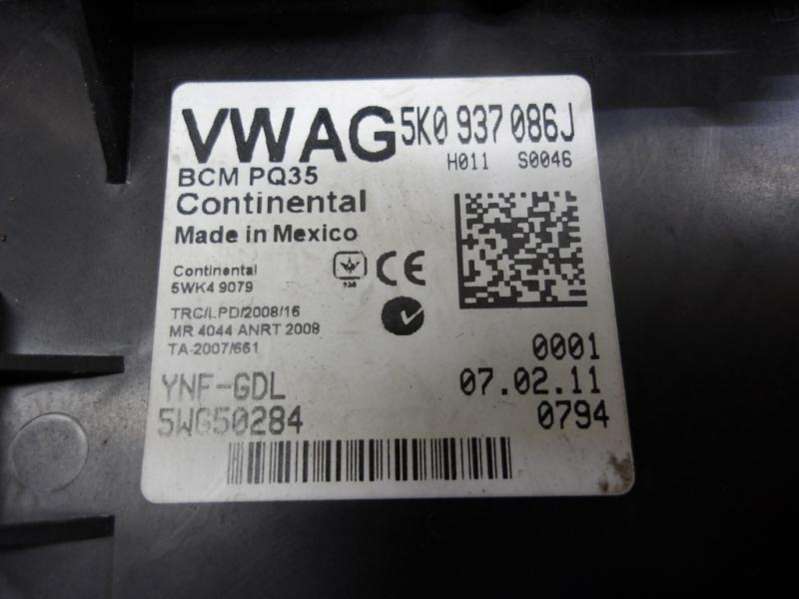 VWAG 5K0 937 086J
H011 S0046
BCM PQ35
Continental
Made in Mexico
Continental
5WK4 9079
CE
TRC/LPD/2008/16
MR 4044 ANRT 2008
TA-2007/661
0001
YNF-GDL 07.02.11
5WG50284 0794